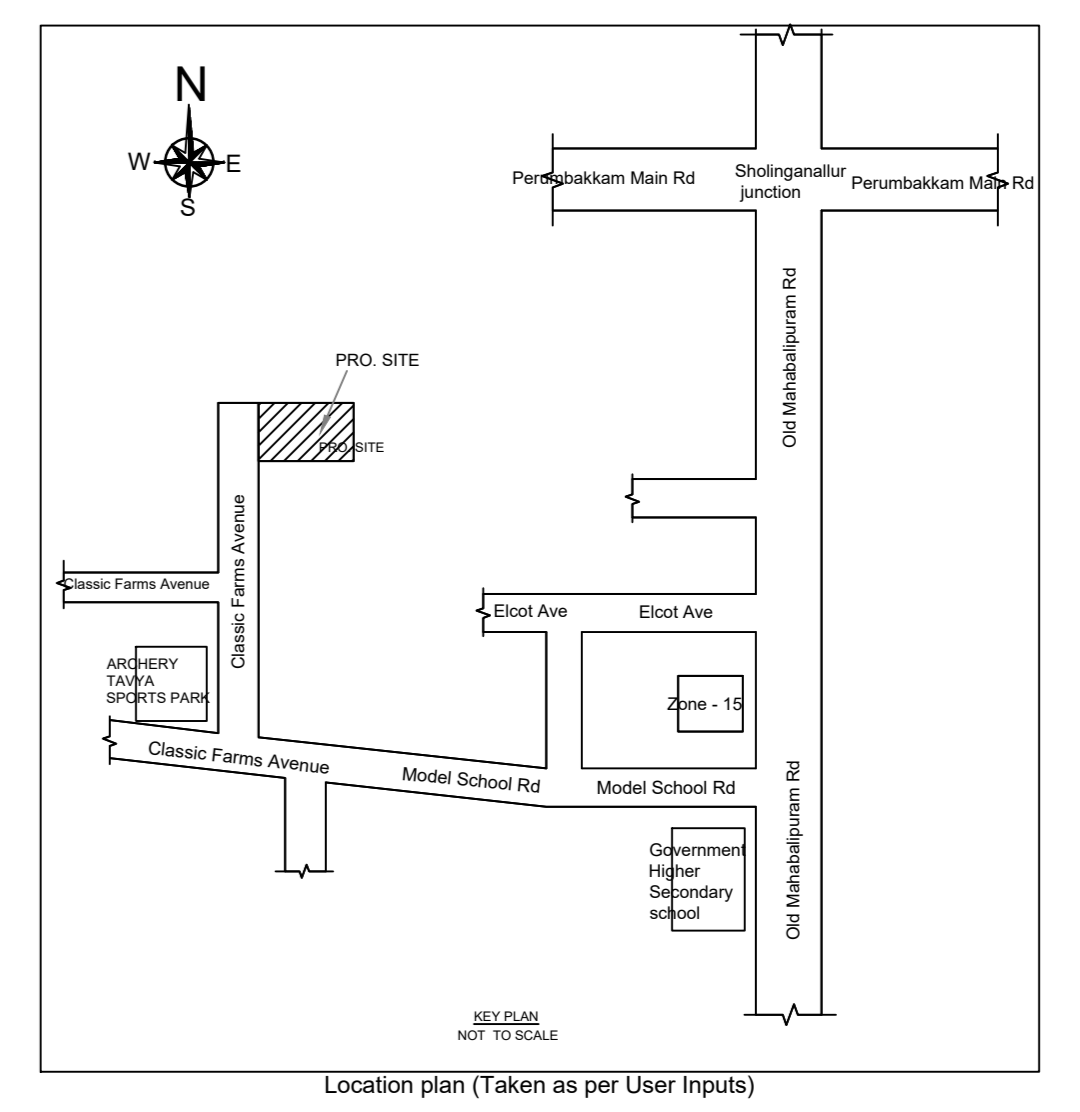 N
W
E
S
Perumbakkam Main Rd
Sholinganallur
junction
Perumbakkam Main Rd
Old Mahabalipuram Rd
PRO. SITE
PRO. SITE
Classic Farms Avenue
Classic Farms Avenue
Elcot Ave
Elcot Ave
ARCHERY
TAVYA
SPORTS PARK
Zone - 15
Classic Farms Avenue
Model School Rd
Model School Rd
Old Mahabalipuram Rd
Government
Higher
Secondary
school
KEY PLAN
NOT TO SCALE
Location plan (Taken as per User Inputs)